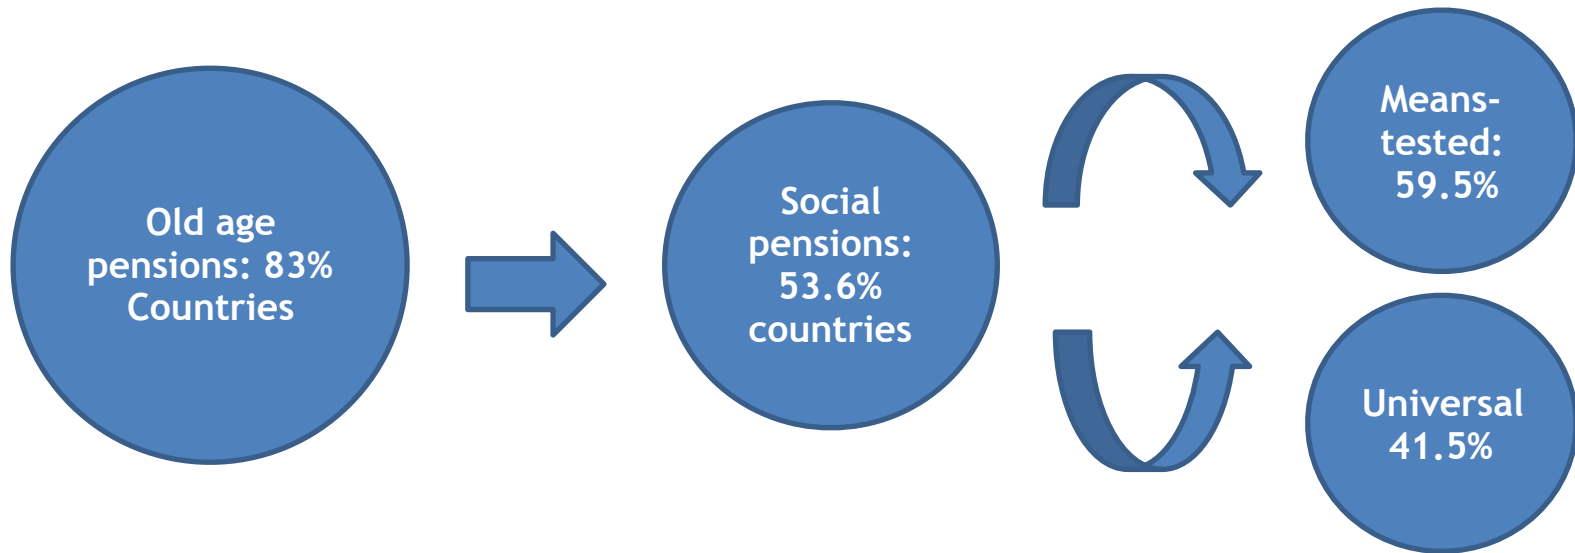 Old age
pensions: 83%
Countries
Social
pensions:
53.6%
countries
Means-
tested:
59.5%
Universal
41.5%